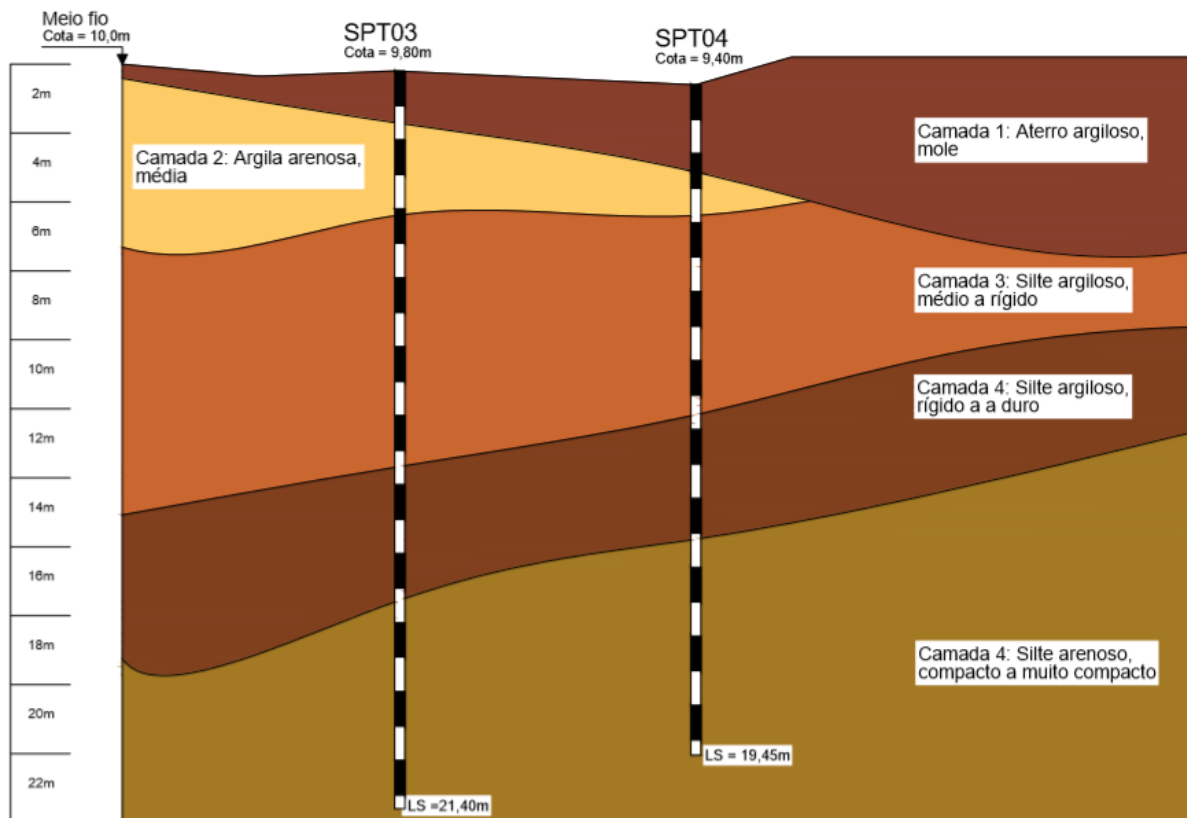 Meio fio
Cota = 10,0m
SPT03
Cota = 9,80m
SPT04
Cota = 9,40m
2m
4m
6m
8m
10m
12m
14m
16m
18m
20m
22m
Camada 2: Argila arenosa,
média
Camada 1: Aterro argiloso,
mole
Camada 3: Silte argiloso,
médio a rígido
Camada 4: Silte argiloso,
rígido a a duro
Camada 4: Silte arenoso,
compacto a muito compacto
LS = 19,45m
LS =21,40m